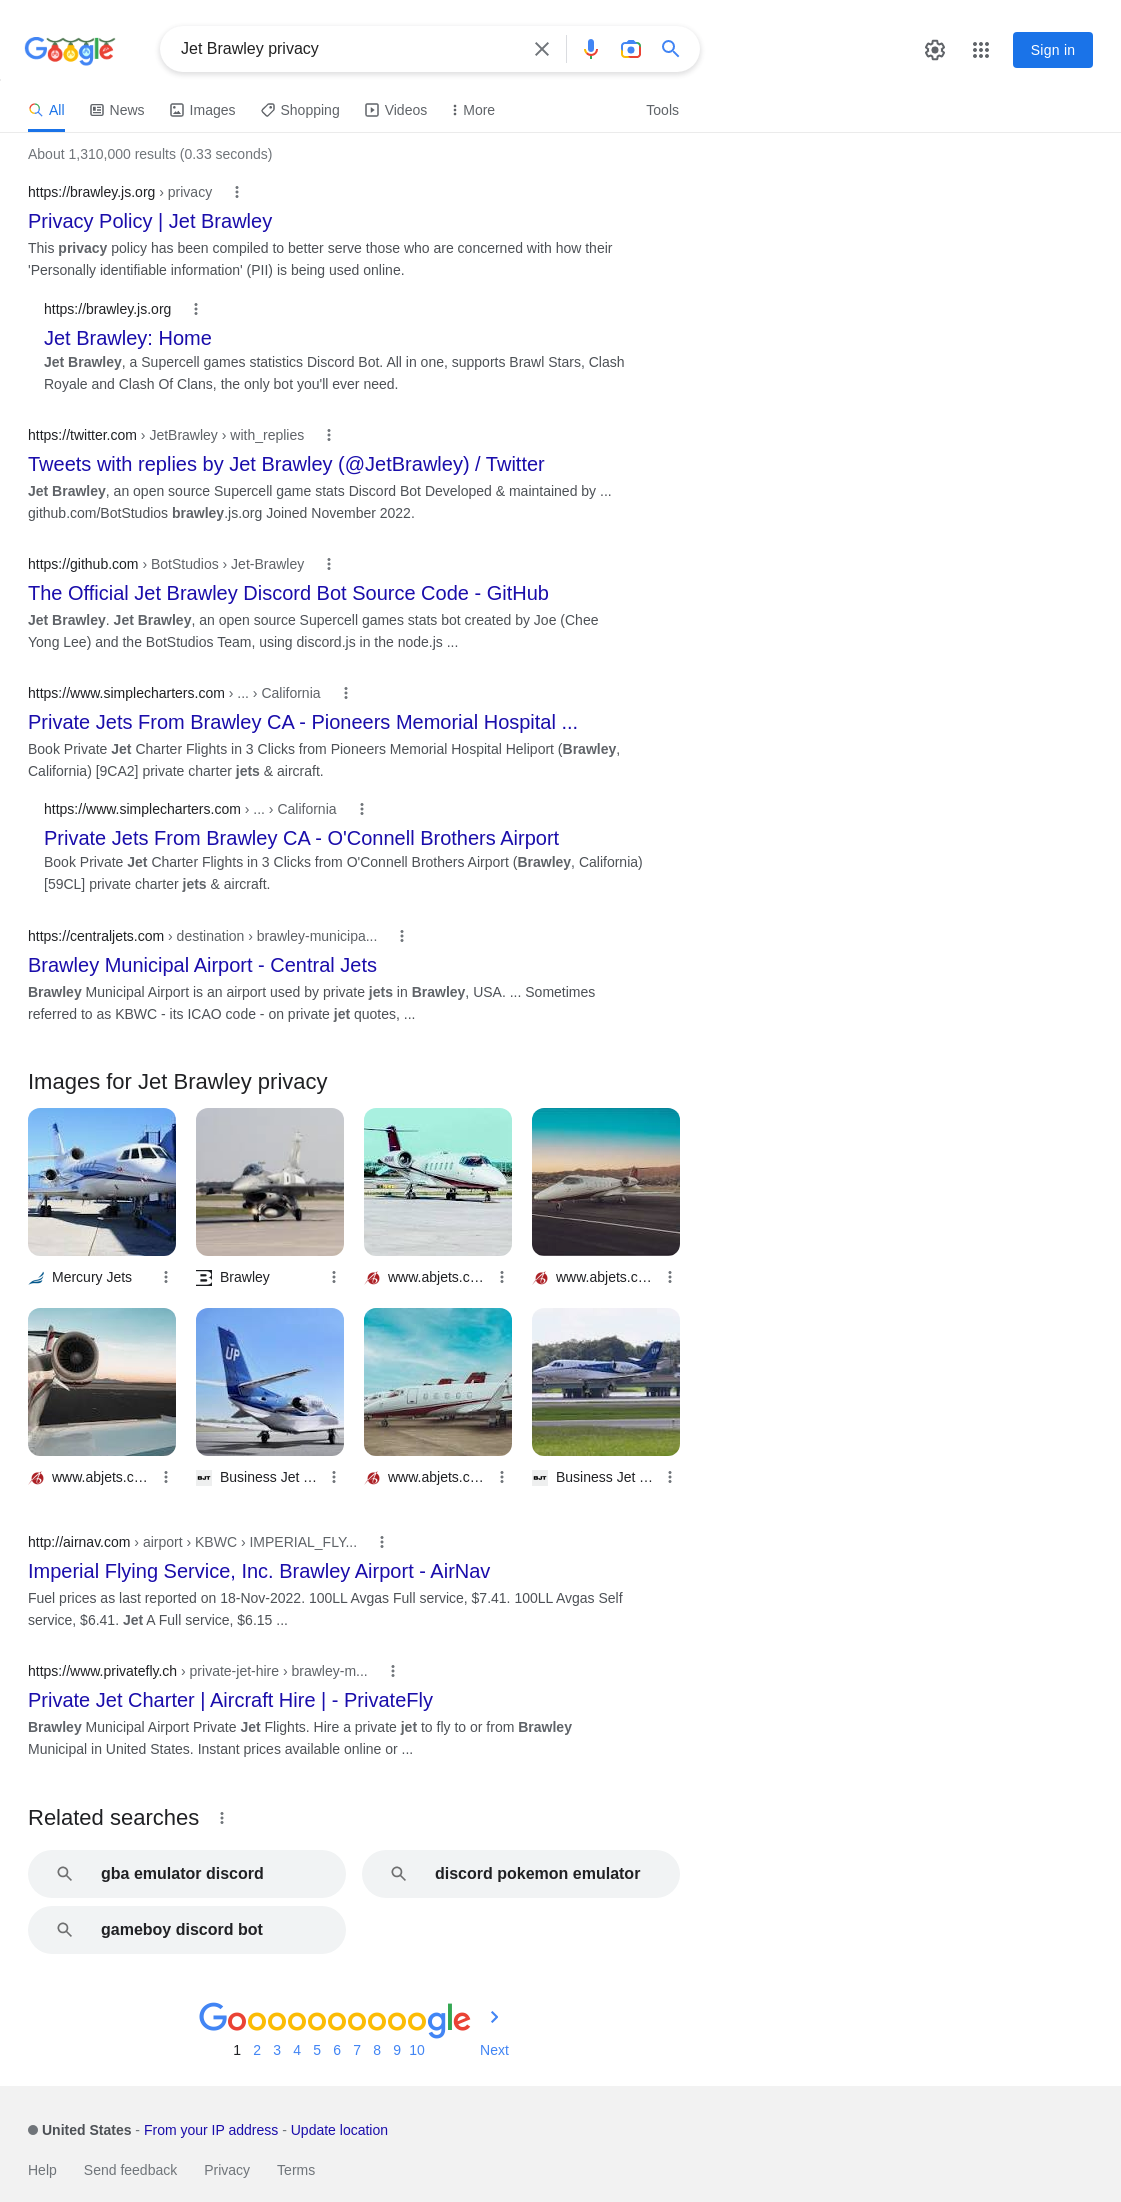 Google
Jet Brawley privacy
Sign in
All
News
Images
Shopping
Videos
More
Tools
About 1,310,000 results (0.33 seconds)
https://brawley.js.org › privacy
Privacy Policy | Jet Brawley
This privacy policy has been compiled to better serve those who are concerned with how their
'Personally identifiable information' (PII) is being used online.
https://brawley.js.org
Jet Brawley: Home
Jet Brawley, a Supercell games statistics Discord Bot. All in one, supports Brawl Stars, Clash
Royale and Clash Of Clans, the only bot you'll ever need.
https://twitter.com › JetBrawley › with_replies
Tweets with replies by Jet Brawley (@JetBrawley) / Twitter
Jet Brawley, an open source Supercell game stats Discord Bot Developed & maintained by ...
github.com/BotStudios brawley.js.org Joined November 2022.
https://github.com › BotStudios › Jet-Brawley
The Official Jet Brawley Discord Bot Source Code - GitHub
Jet Brawley. Jet Brawley, an open source Supercell games stats bot created by Joe (Chee
Yong Lee) and the BotStudios Team, using discord.js in the node.js ...
https://www.simplecharters.com › ... › California
Private Jets From Brawley CA - Pioneers Memorial Hospital ...
Book Private Jet Charter Flights in 3 Clicks from Pioneers Memorial Hospital Heliport (Brawley,
California) [9CA2] private charter jets & aircraft.
https://www.simplecharters.com › ... › California
Private Jets From Brawley CA - O'Connell Brothers Airport
Book Private Jet Charter Flights in 3 Clicks from O'Connell Brothers Airport (Brawley, California)
[59CL] private charter jets & aircraft.
https://centraljets.com › destination › brawley-municipa...
Brawley Municipal Airport - Central Jets
Brawley Municipal Airport is an airport used by private jets in Brawley, USA. ... Sometimes
referred to as KBWC - its ICAO code - on private jet quotes, ...
Images for Jet Brawley privacy
Mercury Jets
Brawley
www.abjets.c...
www.abjets.c...
UP
UP
www.abjets.c...
BJT
Business Jet ...
www.abjets.c...
BJT
Business Jet ...
http://airnav.com › airport › KBWC › IMPERIAL_FLY...
Imperial Flying Service, Inc. Brawley Airport - AirNav
Fuel prices as last reported on 18-Nov-2022. 100LL Avgas Full service, $7.41. 100LL Avgas Self
service, $6.41. Jet A Full service, $6.15 ...
https://www.privatefly.ch › private-jet-hire › brawley-m...
Private Jet Charter | Aircraft Hire | - PrivateFly
Brawley Municipal Airport Private Jet Flights. Hire a private jet to fly to or from Brawley
Municipal in United States. Instant prices available online or ...
Related searches
gba emulator discord
discord pokemon emulator
gameboy discord bot
Goooooooooogle
1 2 3 4 5 6 7 8 9 10 Next
United States - From your IP address - Update location
Help Send feedback Privacy Terms